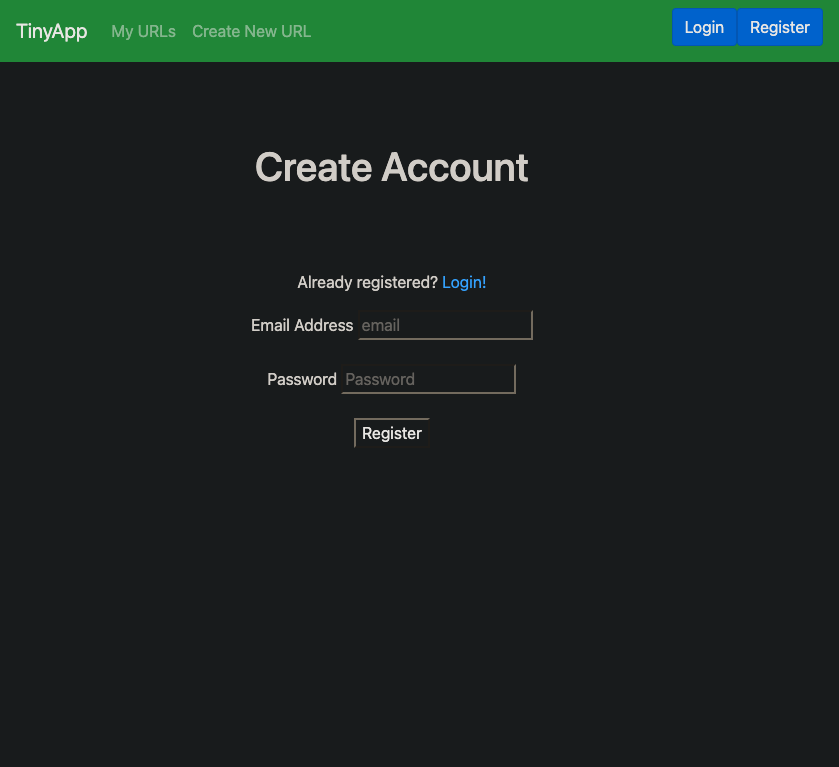 TinyApp My URLs Create New URL Login Register
Create Account
Already registered? Login!
Email Address email
Password Password
Register